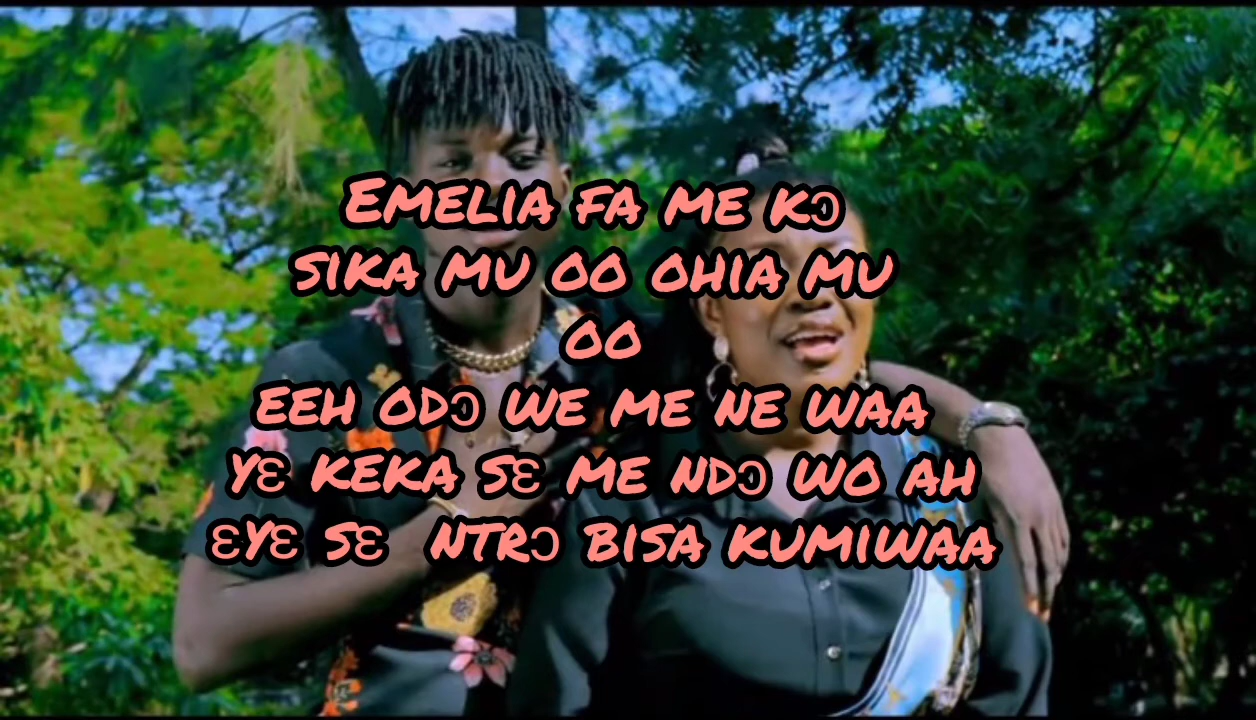 EMELIA FA ME KƆ
SIKA MU OO OHIA MU
OO
EEH ODƆ WE ME NE WAA
YƐ KEKA SƐ ME NDƆ WO AH
ƐYƐ SƐ NTRƆ BISA KUMIWAA